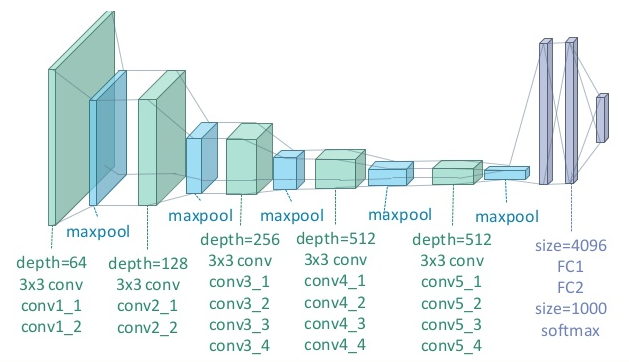 maxpool
depth=64
3x3 conv
conv1_1
conv1_2
depth=128
3x3 conv
conv2_1
conv2_2
maxpool
depth=256
3x3 conv
conv3_1
conv3_2
conv3_3
conv3_4
maxpool
depth=512
3x3 conv
conv4_1
conv4_2
conv4_3
conv4_4
maxpool
depth=512
3x3 conv
conv5_1
conv5_2
conv5_3
conv5_4
maxpool
size=4096
FC1
FC2
size=1000
softmax